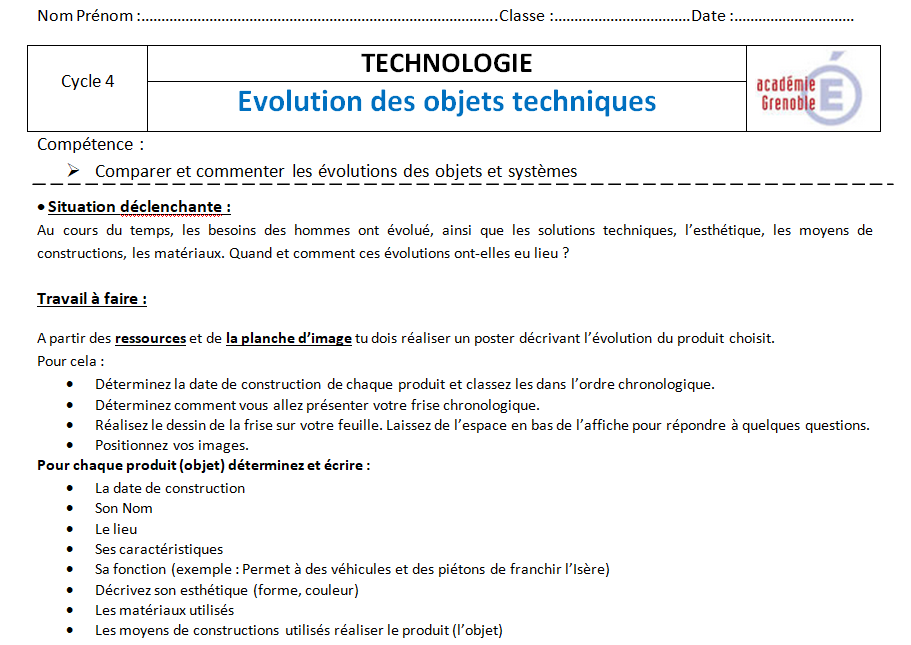 Nom Prénom :...............................................................................................Classe :..................................Date :..............................
Cycle 4
TECHNOLOGIE
Evolution des objets techniques
académie
Grenoble
É
Compétence :
➢ Comparer et commenter les évolutions des objets et systèmes
• Situation déclenchante :
Au cours du temps, les besoins des hommes ont évolué, ainsi que les solutions techniques, l’esthétique, les moyens de
constructions, les matériaux. Quand et comment ces évolutions ont-elles eu lieu ?
Travail à faire :
A partir des ressources et de la planche d’image tu dois réaliser un poster décrivant l’évolution du produit choisit.
Pour cela :
• Déterminez la date de construction de chaque produit et classez les dans l’ordre chronologique.
• Déterminez comment vous allez présenter votre frise chronologique.
• Réalisez le dessin de la frise sur votre feuille. Laissez de l’espace en bas de l’affiche pour répondre à quelques questions.
• Positionnez vos images.
Pour chaque produit (objet) déterminez et écrire :
• La date de construction
• Son Nom
• Le lieu
• Ses caractéristiques
• Sa fonction (exemple : Permet à des véhicules et des piétons de franchir l’Isère)
• Décrivez son esthétique (forme, couleur)
• Les matériaux utilisés
• Les moyens de constructions utilisés réaliser le produit (l’objet)